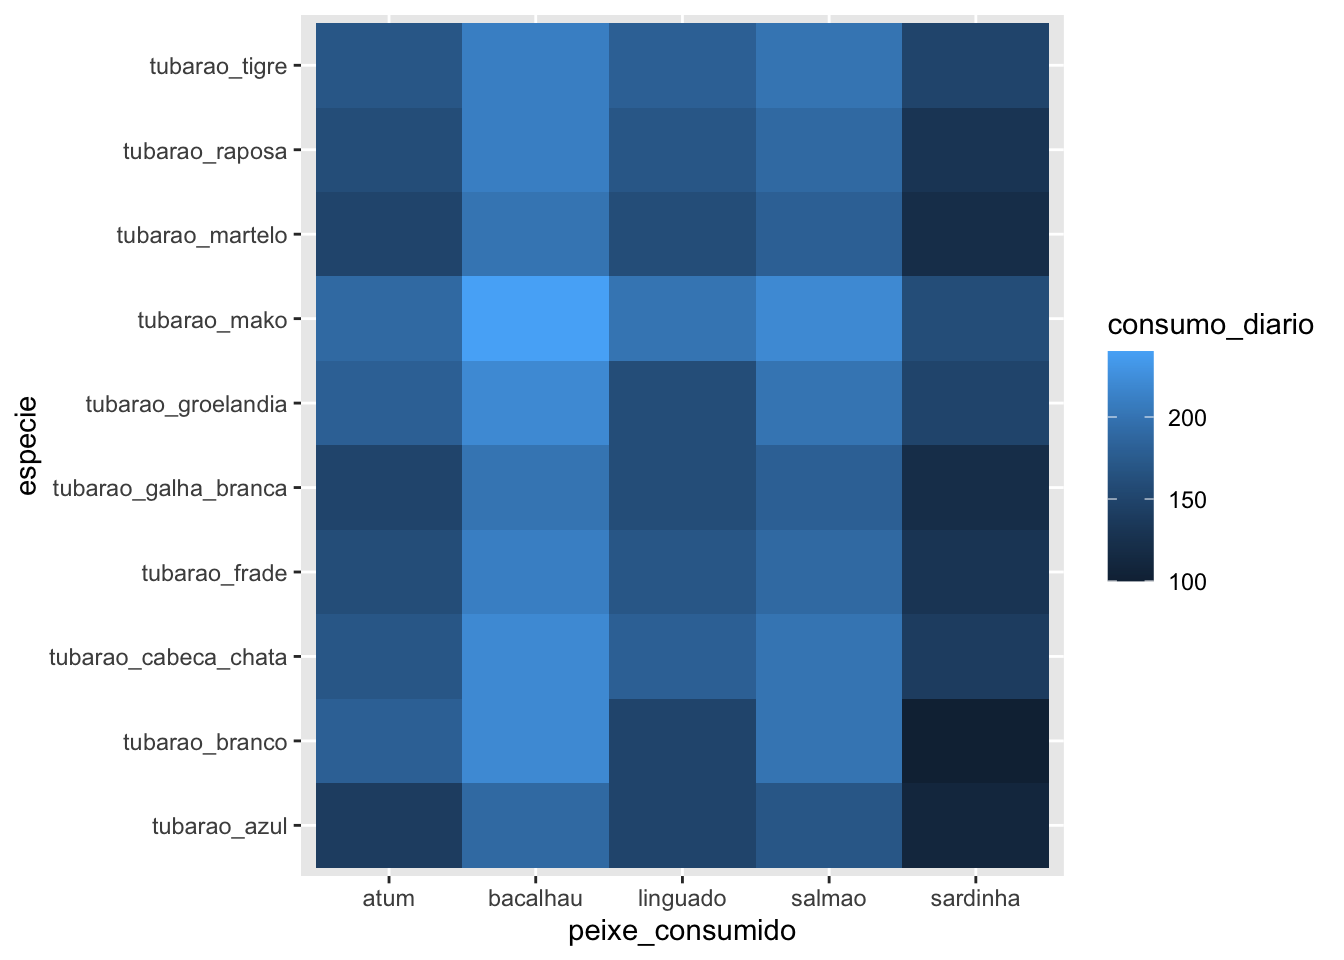 tubarao_tigre
tubarao_raposa
tubarao_martelo
tubarao_mako
tubarao_groelandia
tubarao_galha_branca
tubarao_frade
tubarao_cabeca_chata
tubarao_branco
tubarao_azul
especie
atum bacalhau linguado salmao sardinha
peixe_consumido
consumo_diario
200
150
100